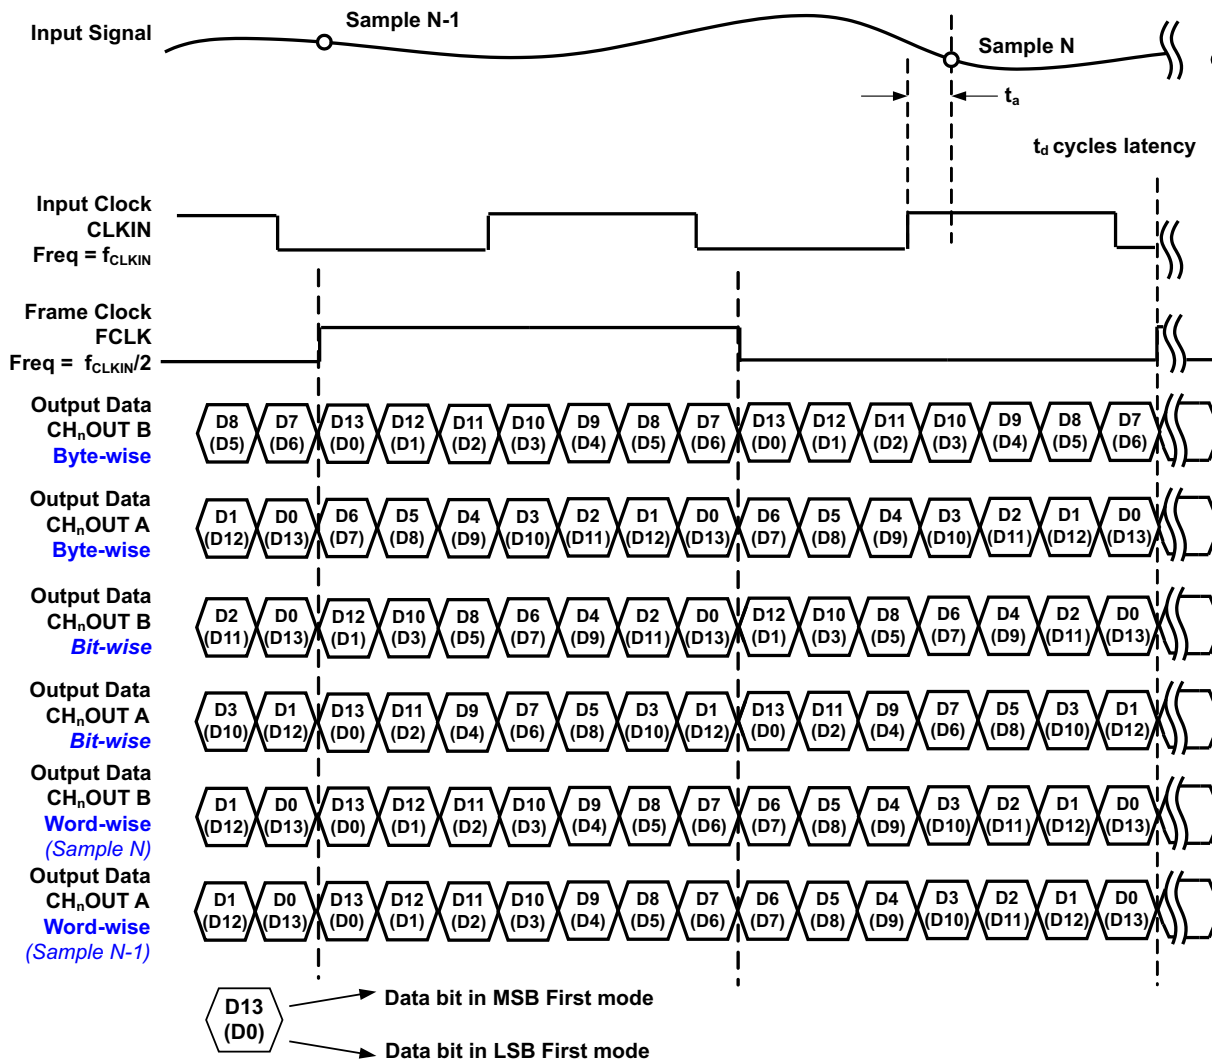 Input Signal
Sample N-1
Sample N
ta
td cycles latency
Input Clock
CLKIN
Freq = fCLKIN
Frame Clock
FCLK
Freq = fCLKIN/2
Output Data
CHnOUT B
Byte-wise
D8 D7 D13 D12 D11 D10 D9 D8 D7 D13 D12 D11 D10 D9 D8 D7
(D5) (D6) (D0) (D1) (D2) (D3) (D4) (D5) (D6) (D0) (D1) (D2) (D3) (D4) (D5) (D6)
Output Data
CHnOUT A
Byte-wise
D1 D0 D6 D5 D4 D3 D2 D1 D0 D6 D5 D4 D3 D2 D1 D0
(D12) (D13) (D7) (D8) (D9) (D10) (D11) (D12) (D13) (D7) (D8) (D9) (D10) (D11) (D12) (D13)
Output Data
CHnOUT B
Bit-wise
D2 D0 D12 D10 D8 D6 D4 D2 D0 D12 D10 D8 D6 D4 D2 D0
(D11) (D13) (D1) (D3) (D5) (D7) (D9) (D11) (D13) (D1) (D3) (D5) (D7) (D9) (D11) (D13)
Output Data
CHnOUT A
Bit-wise
D3 D1 D13 D11 D9 D7 D5 D3 D1 D13 D11 D9 D7 D5 D3 D1
(D10) (D12) (D0) (D2) (D4) (D6) (D8) (D10) (D12) (D0) (D2) (D4) (D6) (D8) (D10) (D12)
Output Data
CHnOUT B
Word-wise
(Sample N)
D1 D0 D13 D12 D11 D10 D9 D8 D7 D6 D5 D4 D3 D2 D1 D0
(D12) (D13) (D0) (D1) (D2) (D3) (D4) (D5) (D6) (D7) (D8) (D9) (D10) (D11) (D12) (D13)
Output Data
CHnOUT A
Word-wise
(Sample N-1)
D1 D0 D13 D12 D11 D10 D9 D8 D7 D6 D5 D4 D3 D2 D1 D0
(D12) (D13) (D0) (D1) (D2) (D3) (D4) (D5) (D6) (D7) (D8) (D9) (D10) (D11) (D12) (D13)
D13
(D0)
Data bit in MSB First mode
Data bit in LSB First mode